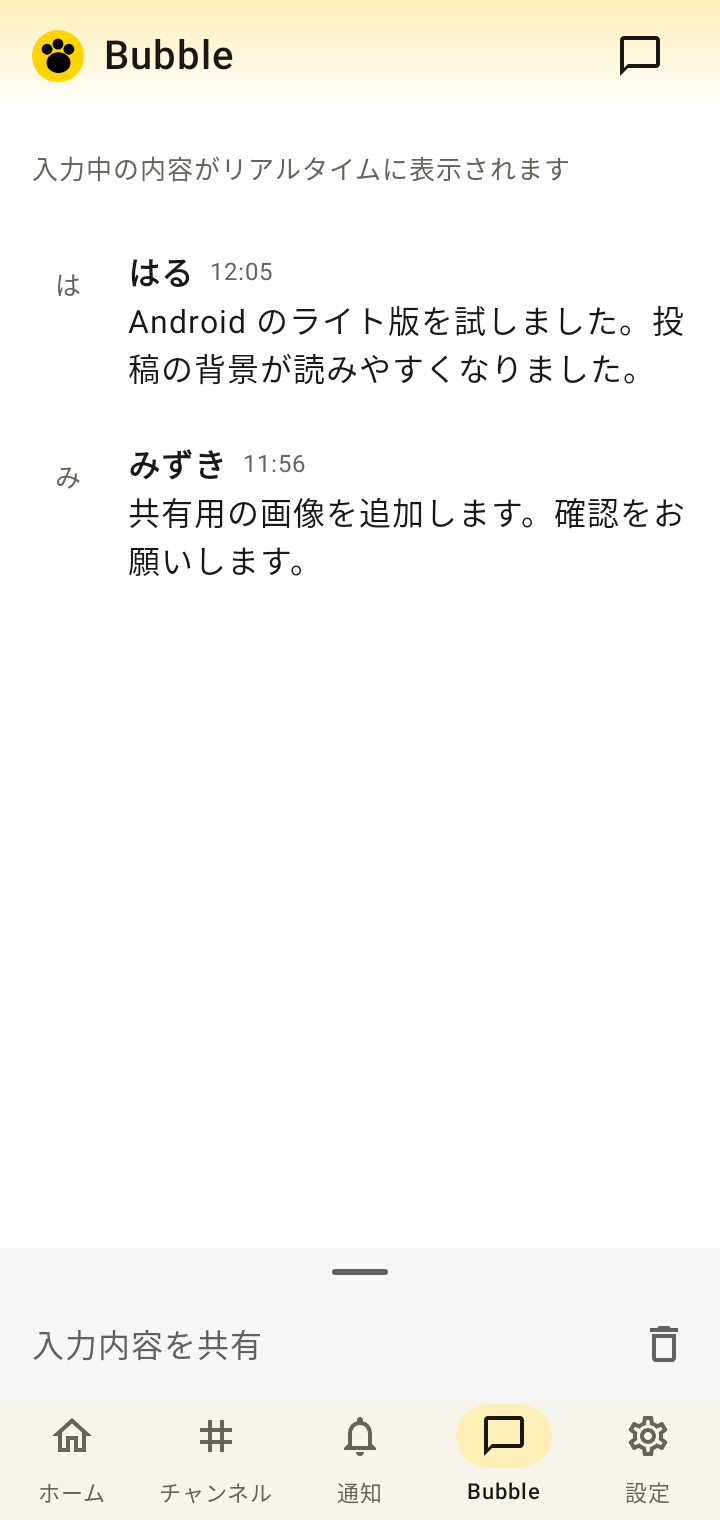 Bubble
入力中の内容がリアルタイムに表示されます
は
はる 12:05
Android のライト版を試しました。投
稿の背景が読みやすくなりました。
み
みずき 11:56
共有用の画像を追加します。確認をお
願いします。
入力内容を共有
ホーム チャンネル 通知 Bubble 設定